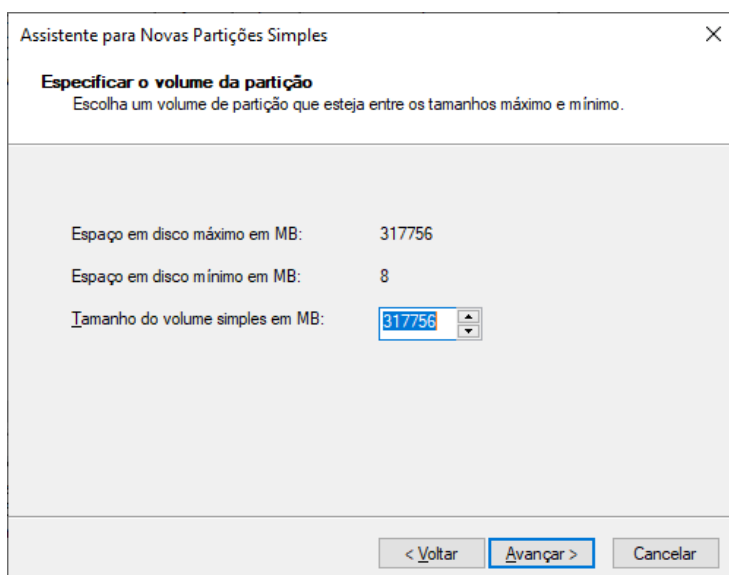 Assistente para Novas Partições Simples
Especificar o volume da partição
Escolha um volume de partição que esteja entre os tamanhos máximo e mínimo.
Espaço em disco máximo em MB: 317756
Espaço em disco mínimo em MB: 8
Tamanho do volume simples em MB: 317756
< Voltar Avançar > Cancelar